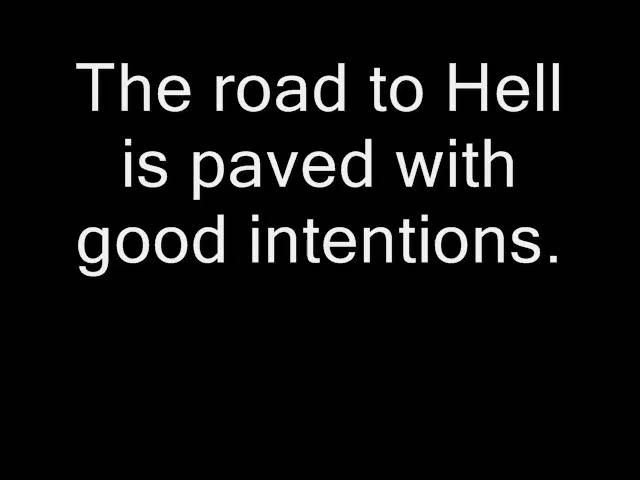 The road to Hell
is paved with
good intentions.